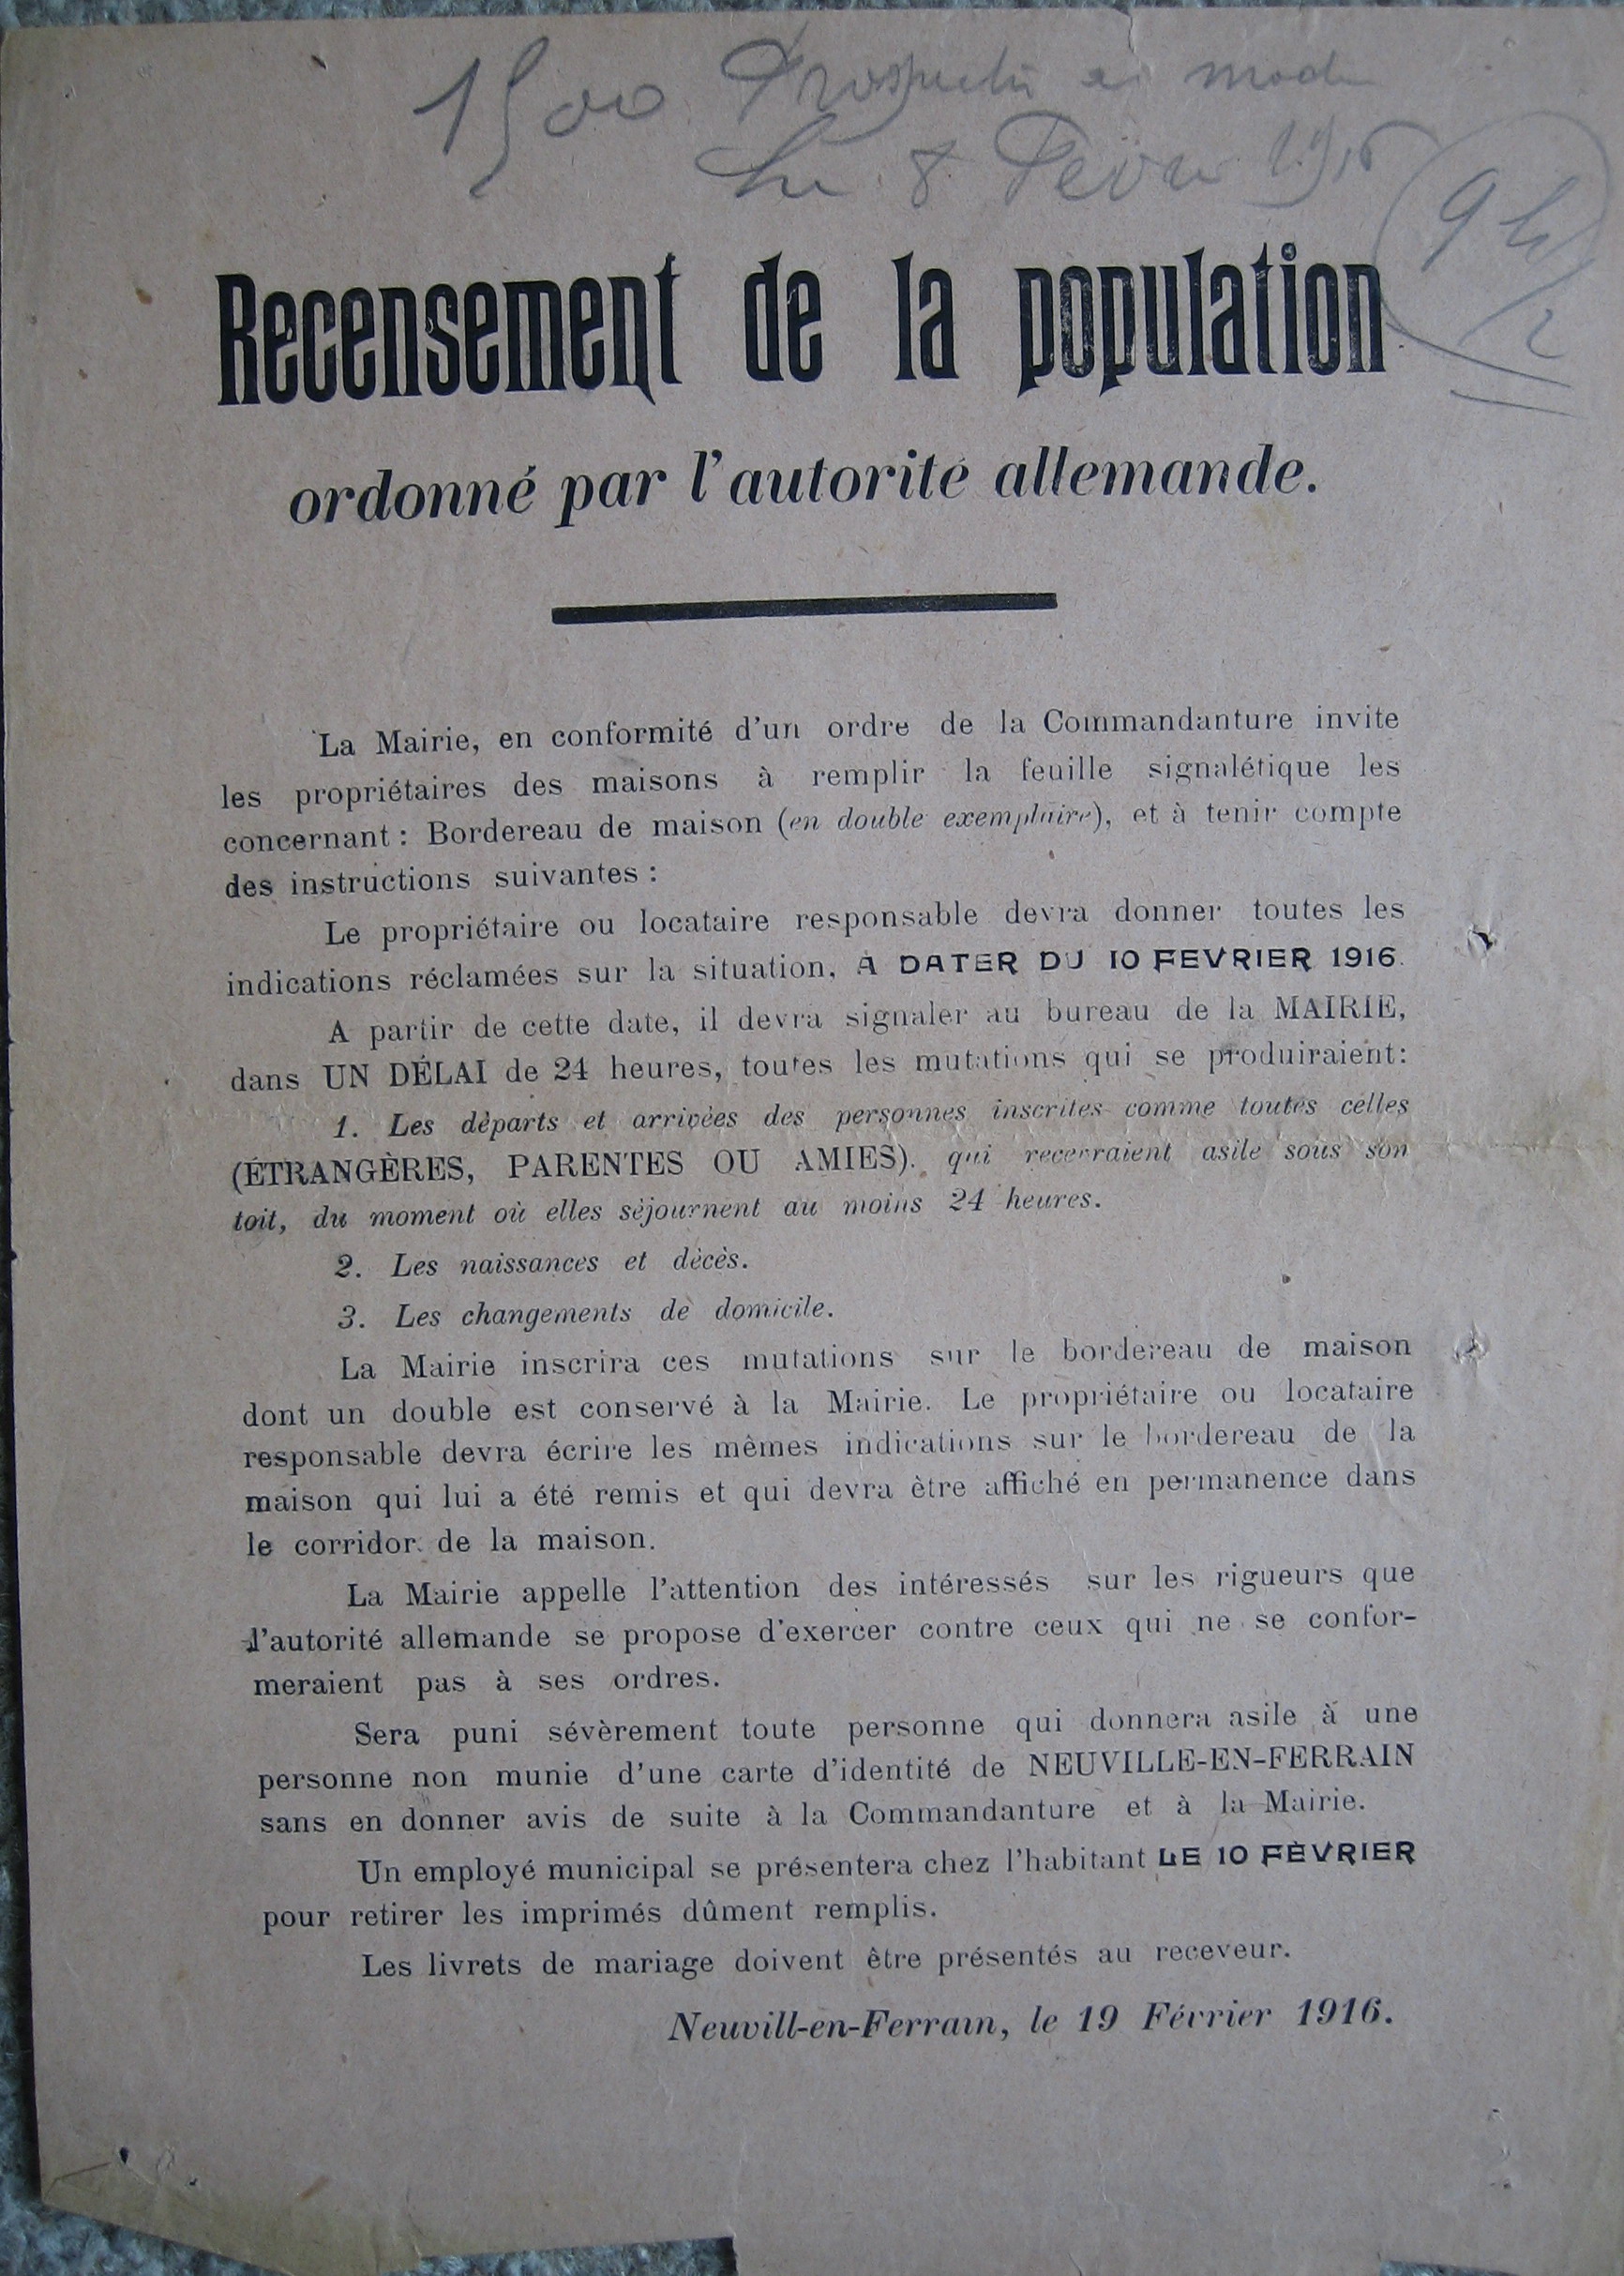 1500 Prospectus
Le 8 Février 1916
9 h 1/2
Recensement de la population
ordonné par l'autorité allemande.
La Mairie, en conformité d'un ordre de la Commandanture invite
les propriétaires des maisons à remplir la feuille signalétique les
concernant : Bordereau de maison (en double exemplaire), et à tenir compte
des instructions suivantes :
Le propriétaire ou locataire responsable devra donner toutes les
indications réclamées sur la situation, A DATER DU 10 FEVRIER 1916.
A partir de cette date, il devra signaler au bureau de la MAIRIE,
dans UN DÉLAI de 24 heures, toutes les mutations qui se produiraient:
1. Les départs et arrivées des personnes inscrites comme toutes celles
(ÉTRANGÈRES, PARENTES OU AMIES). qui recevraient asile sous son
toit, du moment où elles séjournent au moins 24 heures.
2. Les naissances et décès.
3. Les changements de domicile.
La Mairie inscrira ces mutations sur le bordereau de maison
dont un double est conservé à la Mairie. Le propriétaire ou locataire
responsable devra écrire les mêmes indications sur le bordereau de la
maison qui lui a été remis et qui devra être affiché en permanence dans
le corridor de la maison.
La Mairie appelle l'attention des intéressés sur les rigueurs que
l'autorité allemande se propose d'exercer contre ceux qui ne se confor-
meraient pas à ses ordres.
Sera puni sévèrement toute personne qui donnera asile à une
personne non munie d'une carte d'identité de NEUVILLE-EN-FERRAIN
sans en donner avis de suite à la Commandanture et à la Mairie.
Un employé municipal se présentera chez l'habitant LE 10 FÈVRIER
pour retirer les imprimés dûment remplis.
Les livrets de mariage doivent être présentés au receveur.
Neuvill-en-Ferrain, le 19 Février 1916.